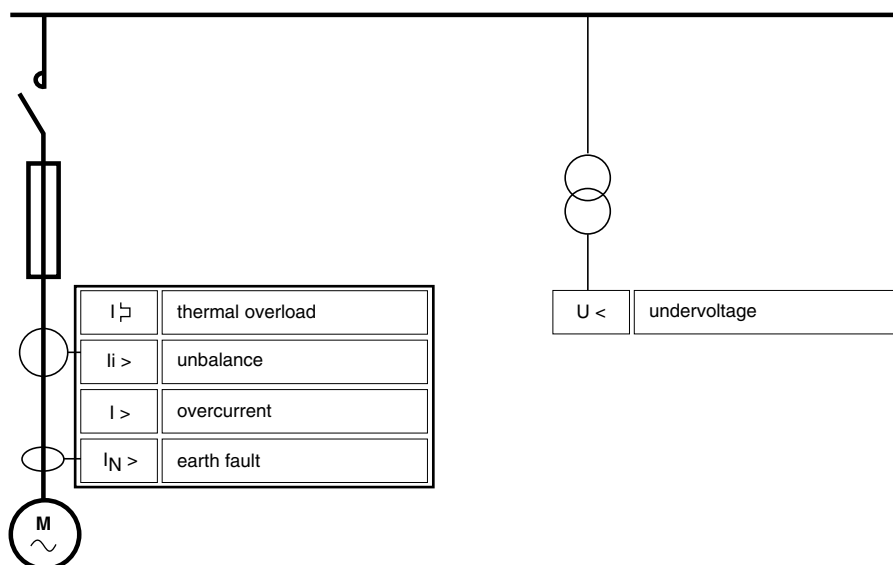 I thermal overload
Ii > unbalance
I > overcurrent
IN > earth fault
M
U < undervoltage